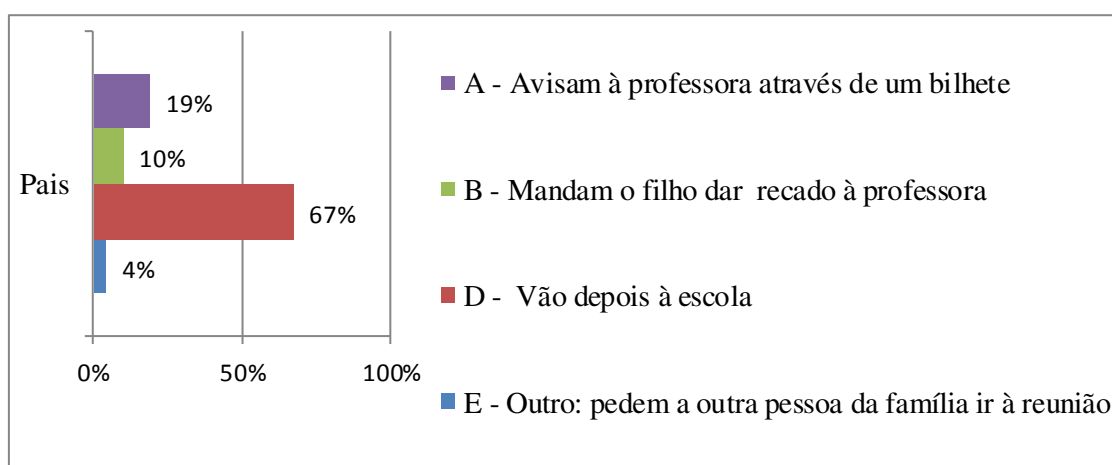 A - Avisam à professora através de um bilhete
19%
10%
B - Mandam o filho dar  recado à professora
Pais
67%
4%
D -  Vão depois à escola
0%
50%
100%
E - Outro: pedem a outra pessoa da família ir à reunião